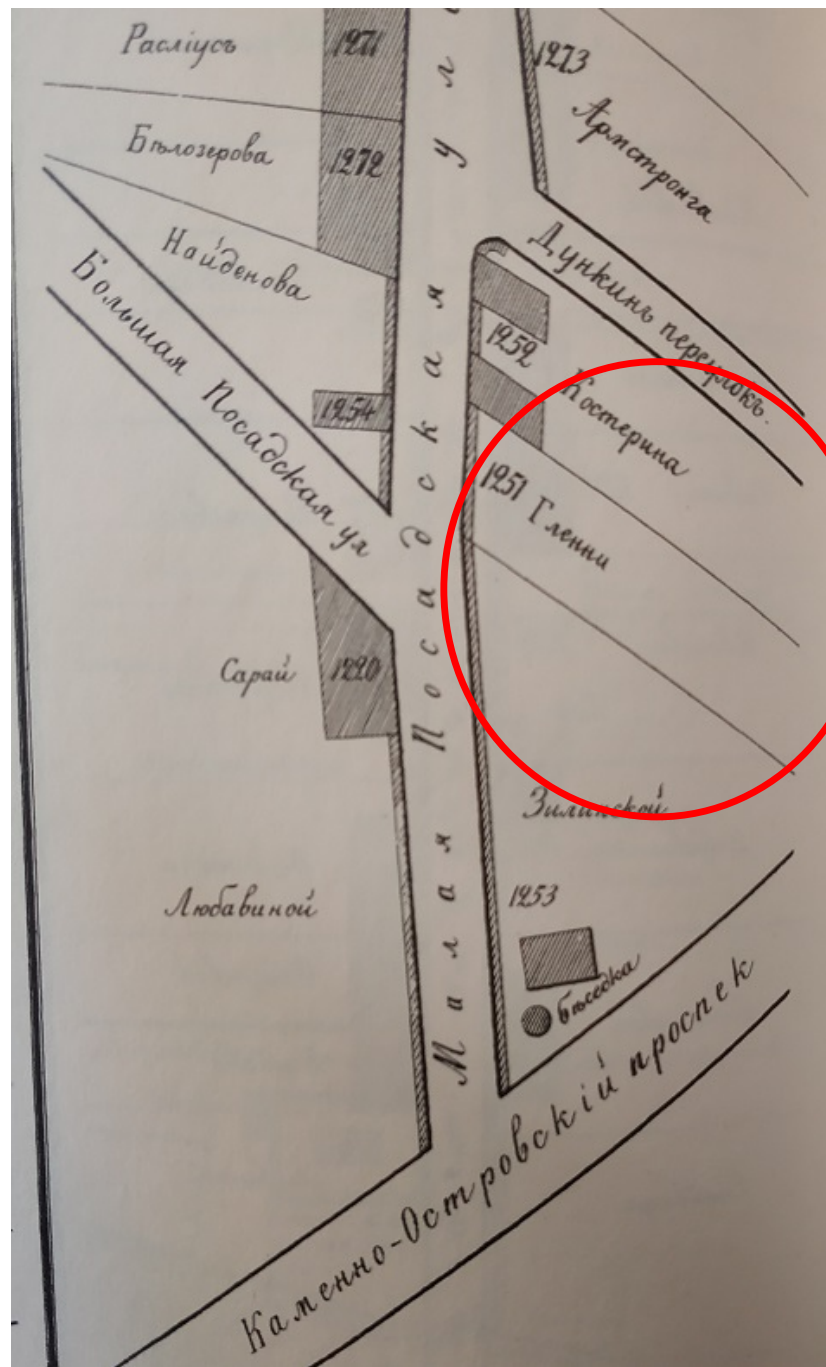 Расліусъ
1271
1273
Армстронга
Бѣлозерова
1272
Найденова
Дункинъ переулокъ.
Большая Посадская ул
1254
1252
Костерина
1251 Гленни
Сарай
1220
Зилинской
Любавиной
1253
Бѣседка
Малая Посадская ул
Каменно-Островскій проспек